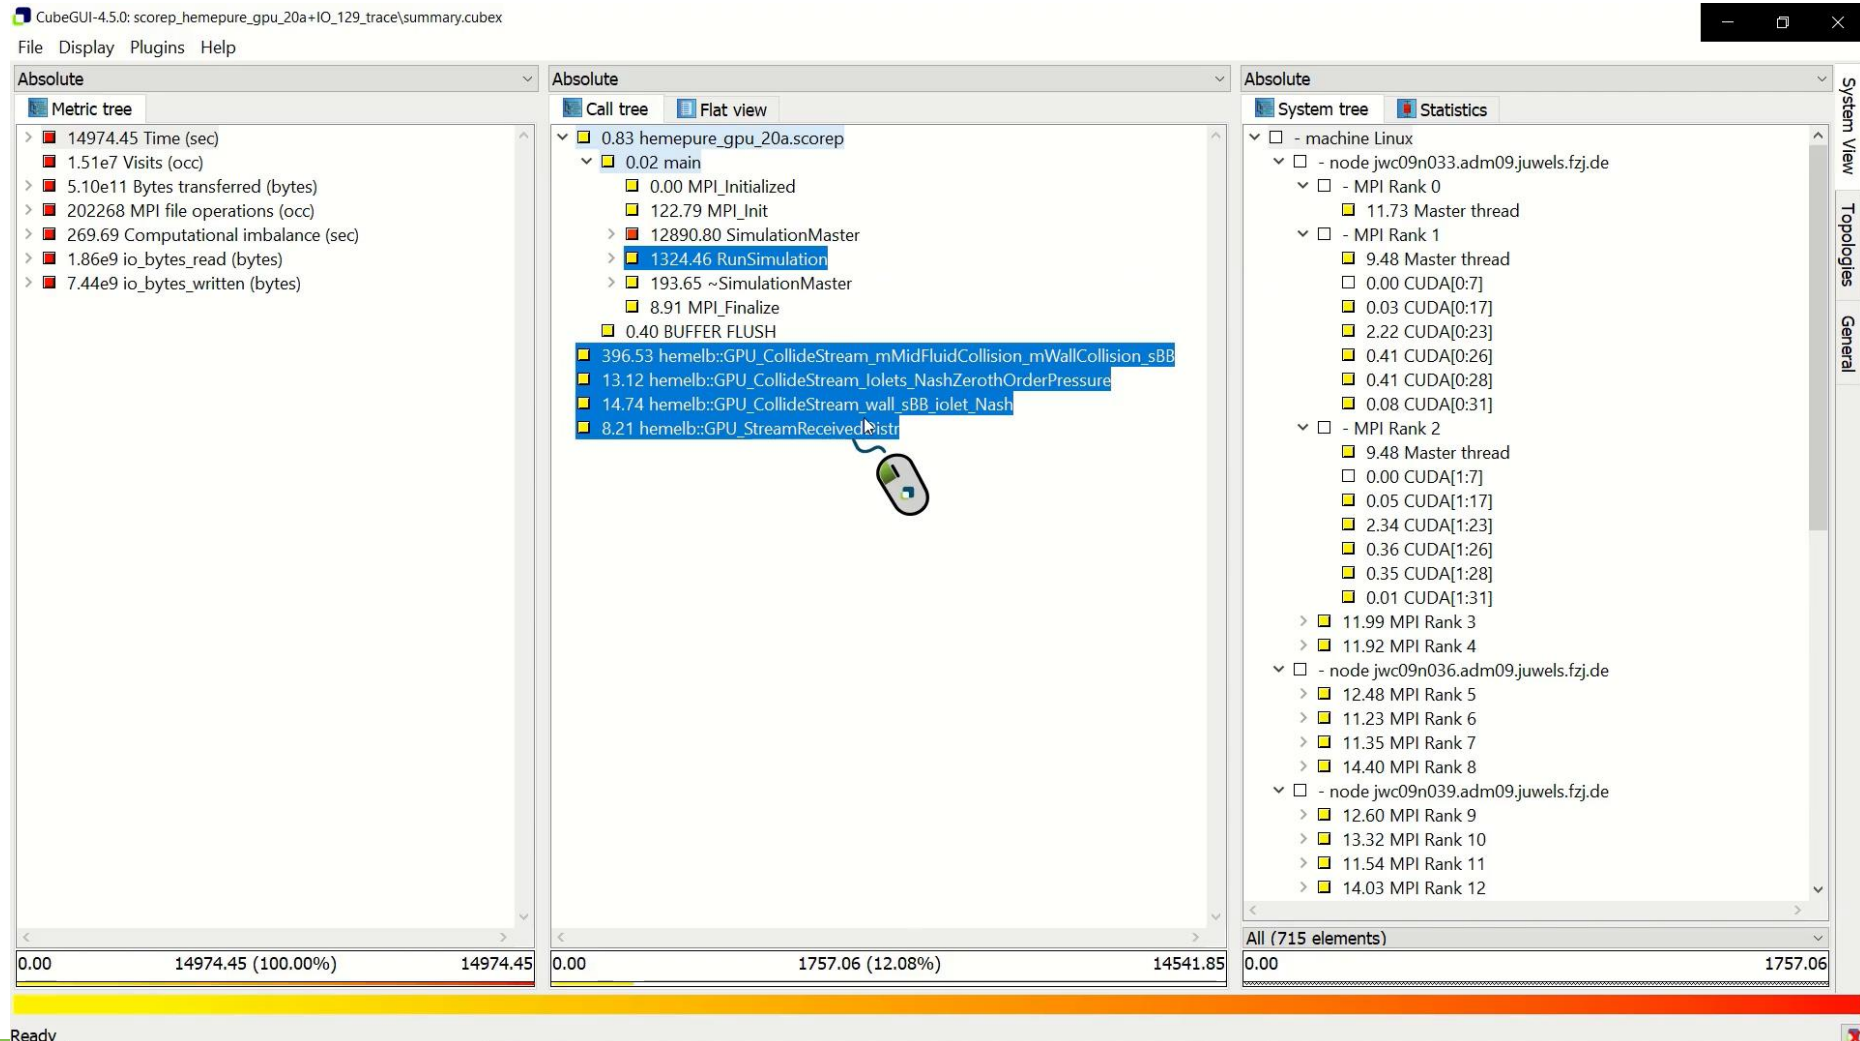 CubeGUI-4.5.0: scorep_hemepure_gpu_20a+IO_129_trace\summary.cubex
File Display Plugins Help
Absolute
Metric tree
14974.45 Time (sec)
1.51e7 Visits (occ)
5.10e11 Bytes transferred (bytes)
202268 MPI file operations (occ)
269.69 Computational imbalance (sec)
1.86e9 io_bytes_read (bytes)
7.44e9 io_bytes_written (bytes)
0.00 14974.45 (100.00%) 14974.45
Absolute
Call tree Flat view
0.83 hemepure_gpu_20a.scorep
0.02 main
0.00 MPI_Initialized
122.79 MPI_Init
12890.80 SimulationMaster
1324.46 RunSimulation
193.65 ~SimulationMaster
8.91 MPI_Finalize
0.40 BUFFER FLUSH
396.53 hemelb::GPU_CollideStream_mMidFluidCollision_mWallCollision_sBB
13.12 hemelb::GPU_CollideStream_Iolets_NashZerothOrderPressure
14.74 hemelb::GPU_CollideStream_wall_sBB_iolet_Nash
8.21
0.00 1757.06 (12.08%) 14541.85
Absolute
System tree Statistics
- machine Linux
- node jwc09n033.adm09.juwels.fzj.de
- MPI Rank 0
11.73 Master thread
- MPI Rank 1
9.48 Master thread
0.00 CUDA[0:7]
0.03 CUDA[0:17]
2.22 CUDA[0:23]
0.41 CUDA[0:26]
0.41 CUDA[0:28]
0.08 CUDA[0:31]
- MPI Rank 2
9.48 Master thread
0.00 CUDA[1:7]
0.05 CUDA[1:17]
2.34 CUDA[1:23]
0.36 CUDA[1:26]
0.35 CUDA[1:28]
0.01 CUDA[1:31]
11.99 MPI Rank 3
11.92 MPI Rank 4
- node jwc09n036.adm09.juwels.fzj.de
12.48 MPI Rank 5
11.23 MPI Rank 6
11.35 MPI Rank 7
14.40 MPI Rank 8
- node jwc09n039.adm09.juwels.fzj.de
12.60 MPI Rank 9
13.32 MPI Rank 10
11.54 MPI Rank 11
14.03 MPI Rank 12
All (715 elements)
0.00 1757.06
System View
Topologies
General
Ready